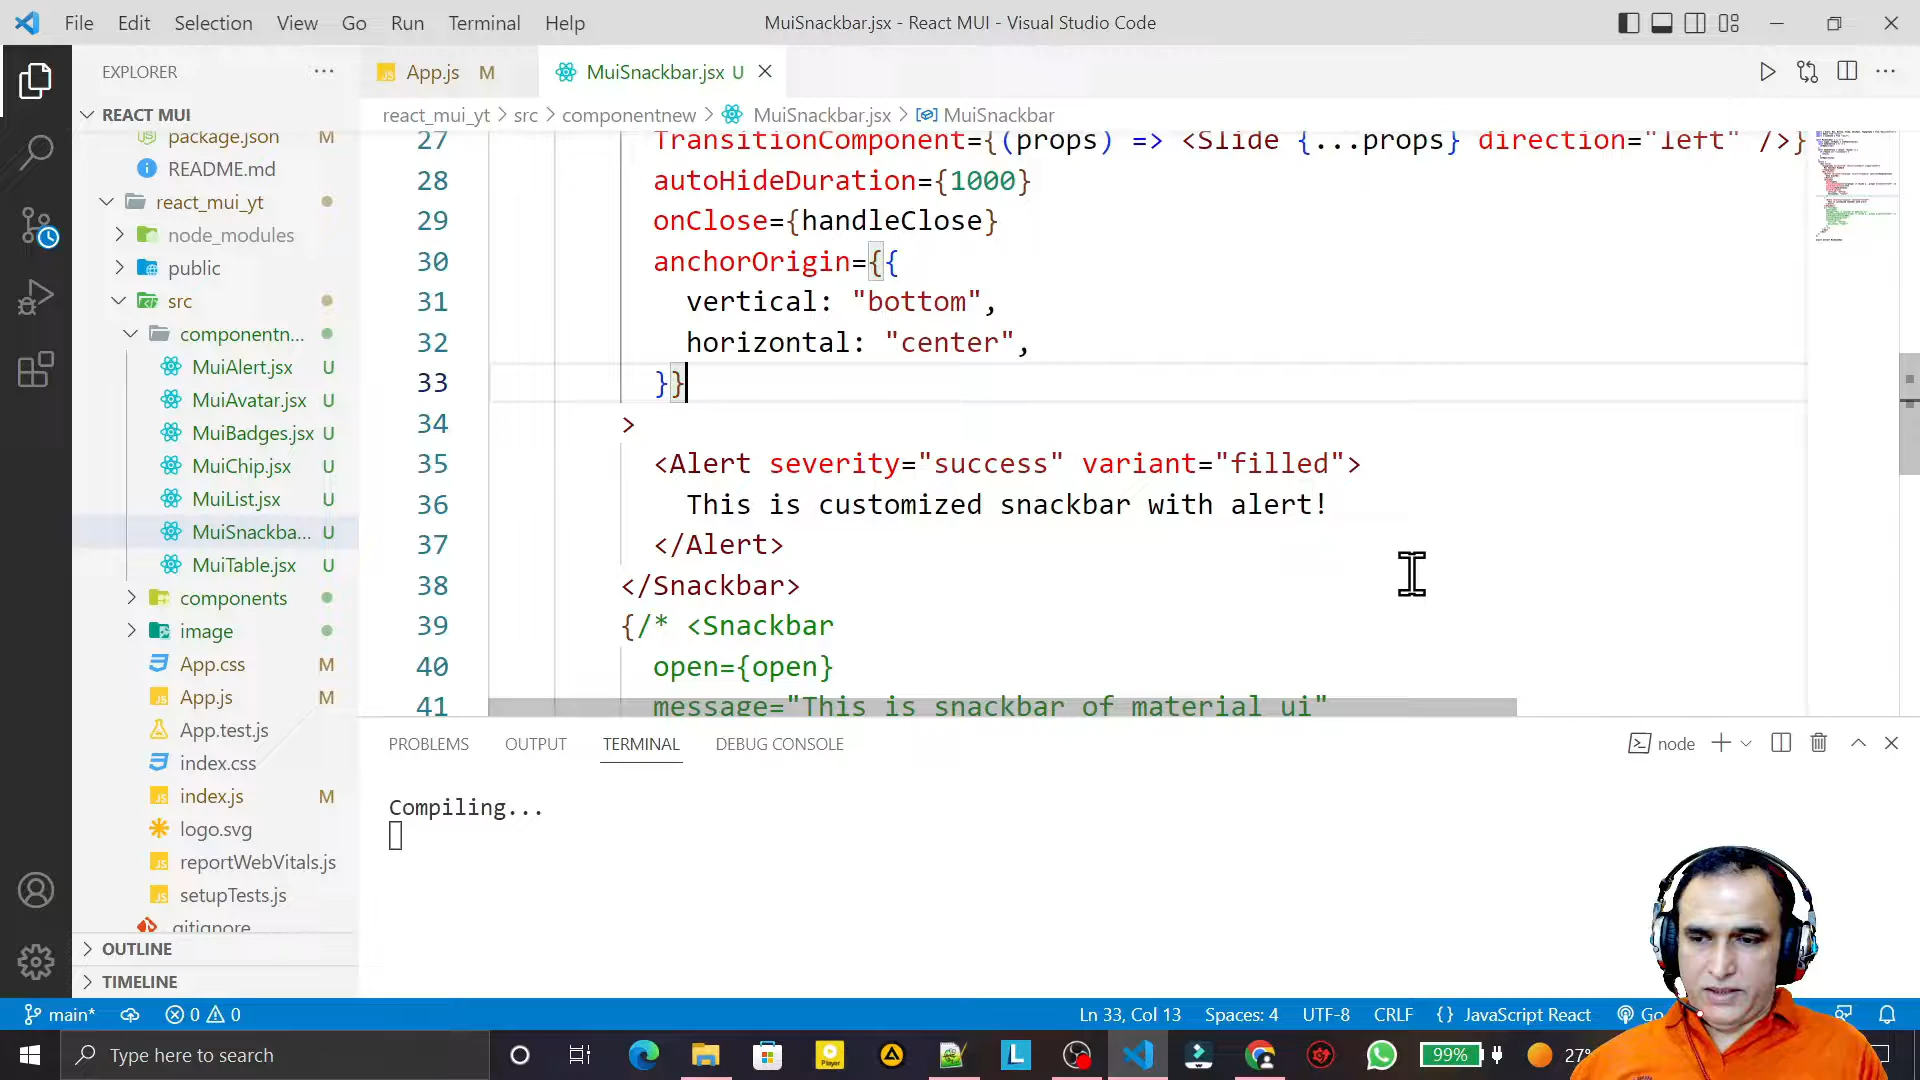 File Edit Selection View Go Run Terminal Help
MuiSnackbar.jsx - React MUI - Visual Studio Code
EXPLORER
App.js M
MuiSnackbar.jsx U
REACT MUI
react_mui_yt > src > componentnew > MuiSnackbar.jsx > MuiSnackbar
package.json M
README.md
react_mui_yt
node_modules
public
src
componentn...
MuiAlert.jsx U
MuiAvatar.jsx U
MuiBadges.jsx U
MuiChip.jsx U
MuiList.jsx U
MuiSnackba... U
MuiTable.jsx U
components
image
App.css M
App.js M
App.test.js
index.css
index.js M
logo.svg
reportWebVitals.js
setupTests.js
.gitignore
OUTLINE
TIMELINE
27 TransitionComponent={(props) => <Slide {...props} direction="left" />}
28 autoHideDuration={1000}
29 onClose={handleClose}
30 anchorOrigin={{
31 vertical: "bottom",
32 horizontal: "center",
33 }}
34 >
35 <Alert severity="success" variant="filled">
36 This is customized snackbar with alert!
37 </Alert>
38 </Snackbar>
39 {/* <Snackbar
40 open={open}
41 message="This is snackbar of material ui"
PROBLEMS OUTPUT TERMINAL DEBUG CONSOLE
node
Compiling...
main* 0 0
Ln 33, Col 13 Spaces: 4 UTF-8 CRLF {} JavaScript React Go
Type here to search
Player
L
99%
27°